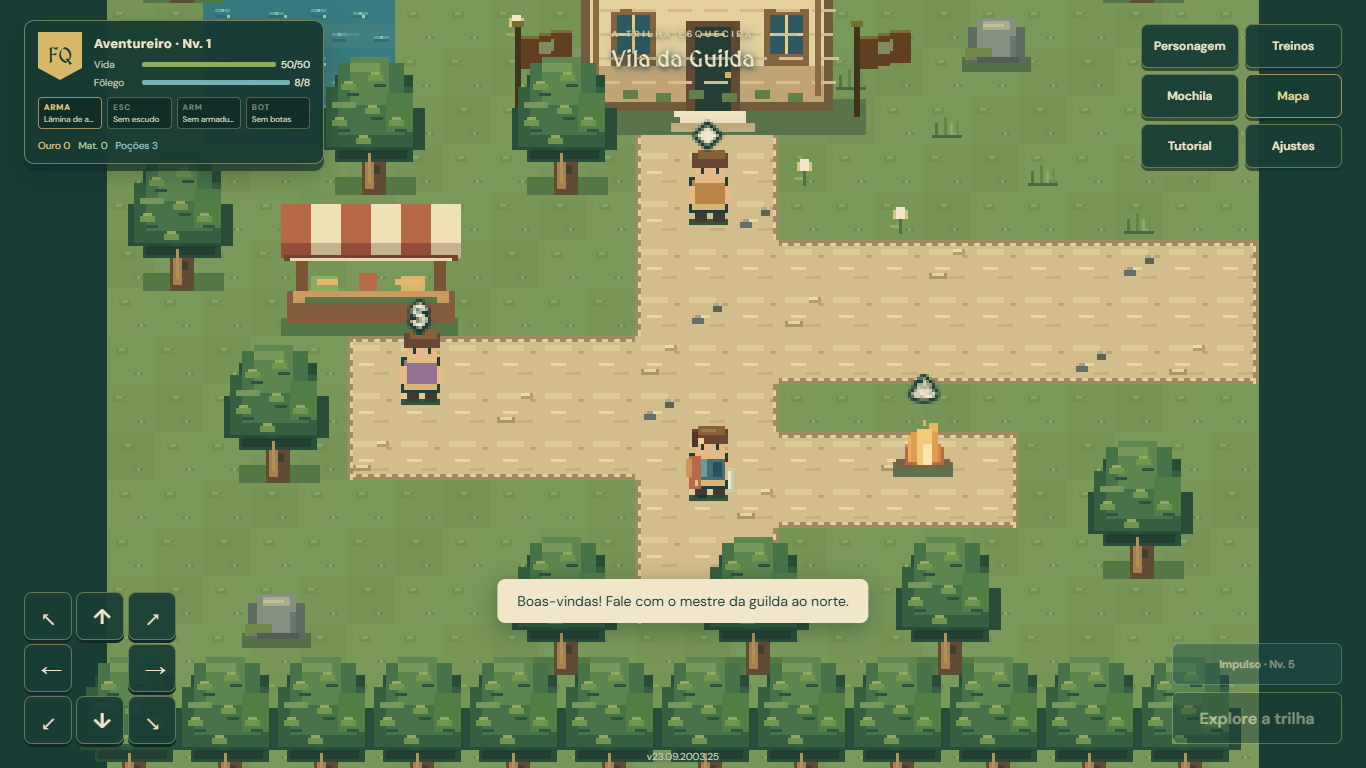 FQ
Aventureiro · Nv. 1
Vida 50/50
Fôlego 8/8
ARMA
Lâmina de a...
ESC
Sem escudo
ARM
Sem armadu...
BOT
Sem botas
Ouro 0 Mat. 0 Poções 3
A TRILHA ESQUECIDA
Vila da Guilda
Personagem
Treinos
Mochila
Mapa
Tutorial
Ajustes
$
Boas-vindas! Fale com o mestre da guilda ao norte.
↖ ↑ ↗
← →
↙ ↓ ↘
Impulso · Nv. 5
Explore a trilha
v23.09.2003.25